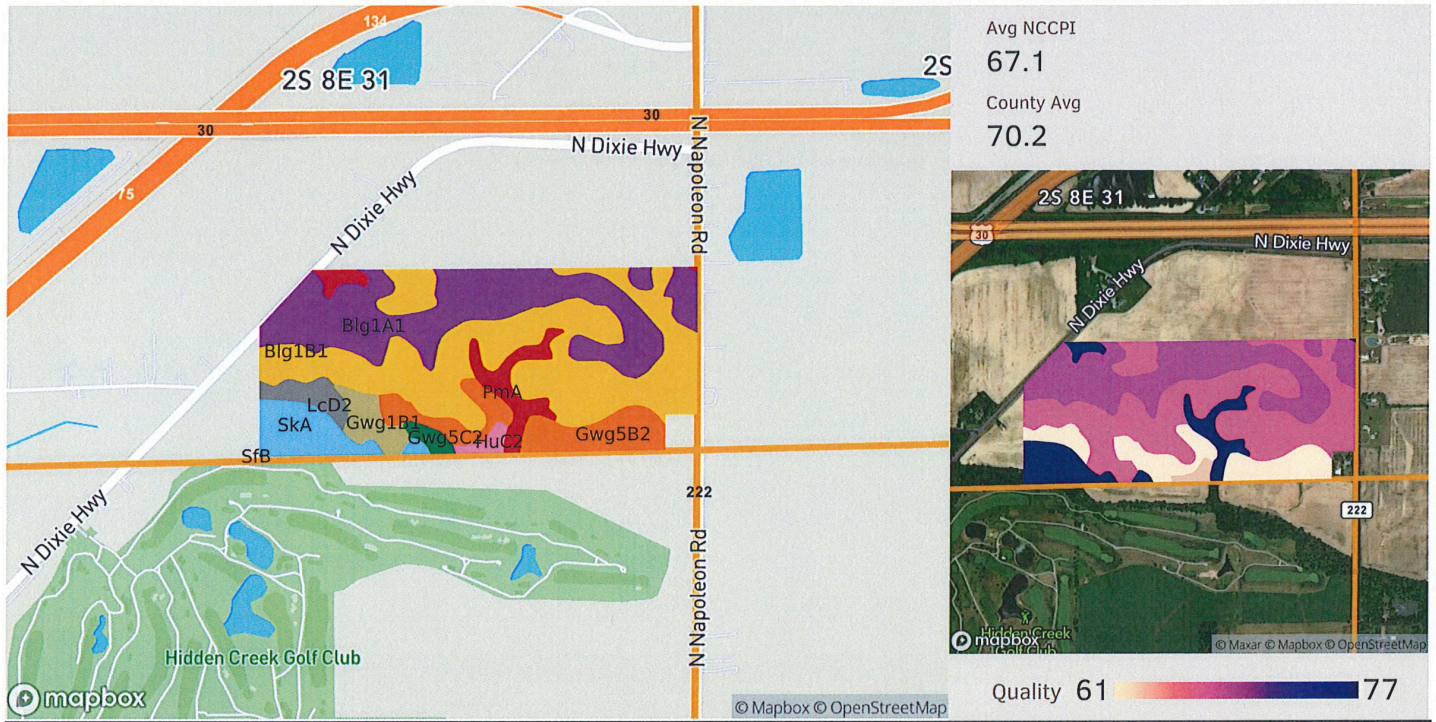 134
2S 8E 31
2S
30
30
N Dixie Hwy
75
N Dixie Hwy
N Napoleon Rd
Blg1A1
Blg1B1
LcD2
PmA
SkA
Gwg1B1
Gwg5C2
HuC2
Gwg5B2
SfB
222
N Dixie Hwy
N Napoleon Rd
Hidden Creek Golf Club
mapbox
© Mapbox © OpenStreetMap
Avg NCCPI
67.1
County Avg
70.2
2S 8E 31
30
N Dixie Hwy
N Dixie Hwy
222
Hidden Creek
Golf Club
mapbox
© Maxar © Mapbox © OpenStreetMap
Quality 61 77